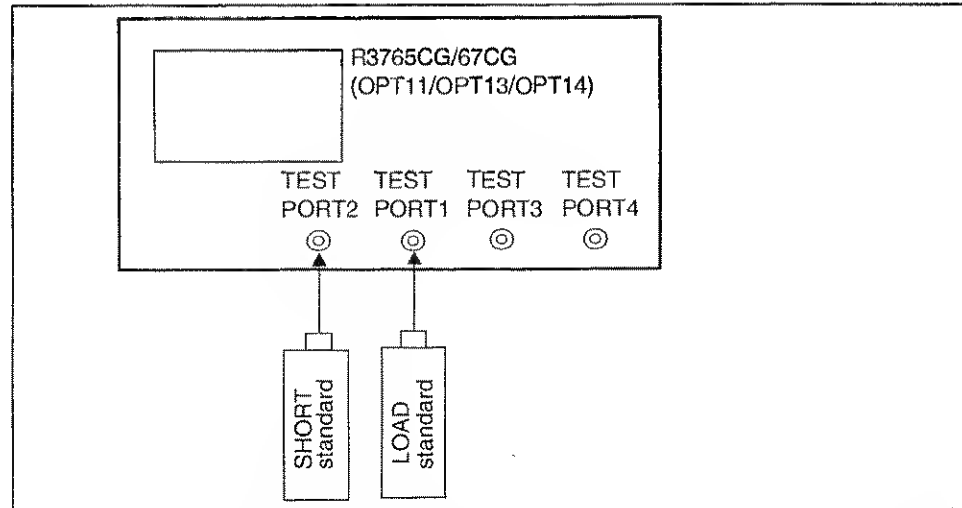 R3765CG/67CG
(OPT11/OPT13/OPT14)
TEST TEST TEST TEST
PORT2 PORT1 PORT3 PORT4
SHORT
standard
LOAD
standard